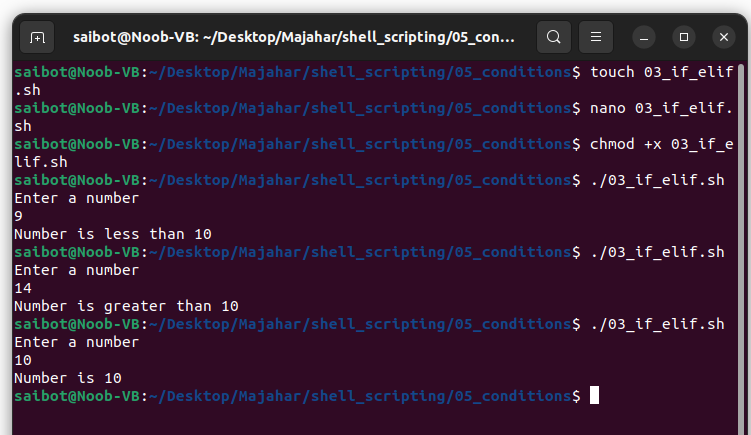 saibot@Noob-VB: ~/Desktop/Majahar/shell_scripting/05_con...
saibot@Noob-VB:~/Desktop/Majahar/shell_scripting/05_conditions$ touch 03_if_elif
.sh
saibot@Noob-VB:~/Desktop/Majahar/shell_scripting/05_conditions$ nano 03_if_elif.
sh
saibot@Noob-VB:~/Desktop/Majahar/shell_scripting/05_conditions$ chmod +x 03_if_e
lif.sh
saibot@Noob-VB:~/Desktop/Majahar/shell_scripting/05_conditions$ ./03_if_elif.sh
Enter a number
9
Number is less than 10
saibot@Noob-VB:~/Desktop/Majahar/shell_scripting/05_conditions$ ./03_if_elif.sh
Enter a number
14
Number is greater than 10
saibot@Noob-VB:~/Desktop/Majahar/shell_scripting/05_conditions$ ./03_if_elif.sh
Enter a number
10
Number is 10
saibot@Noob-VB:~/Desktop/Majahar/shell_scripting/05_conditions$